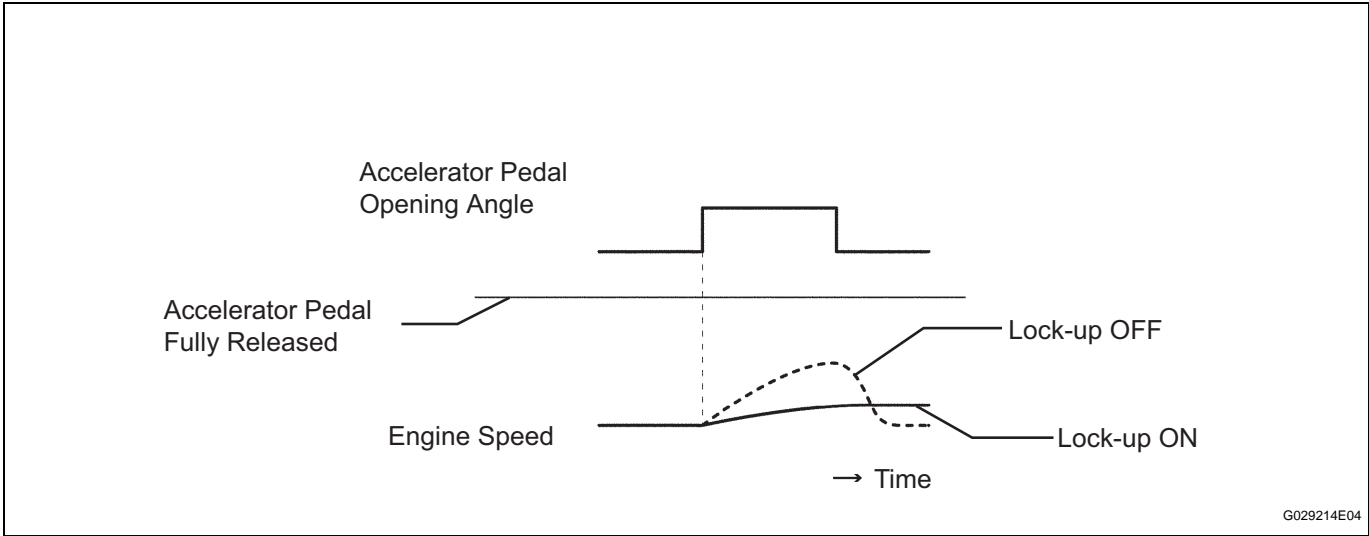 Accelerator Pedal
Opening Angle
Accelerator Pedal
Fully Released
Lock-up OFF
Engine Speed
Lock-up ON
→ Time
G029214E04